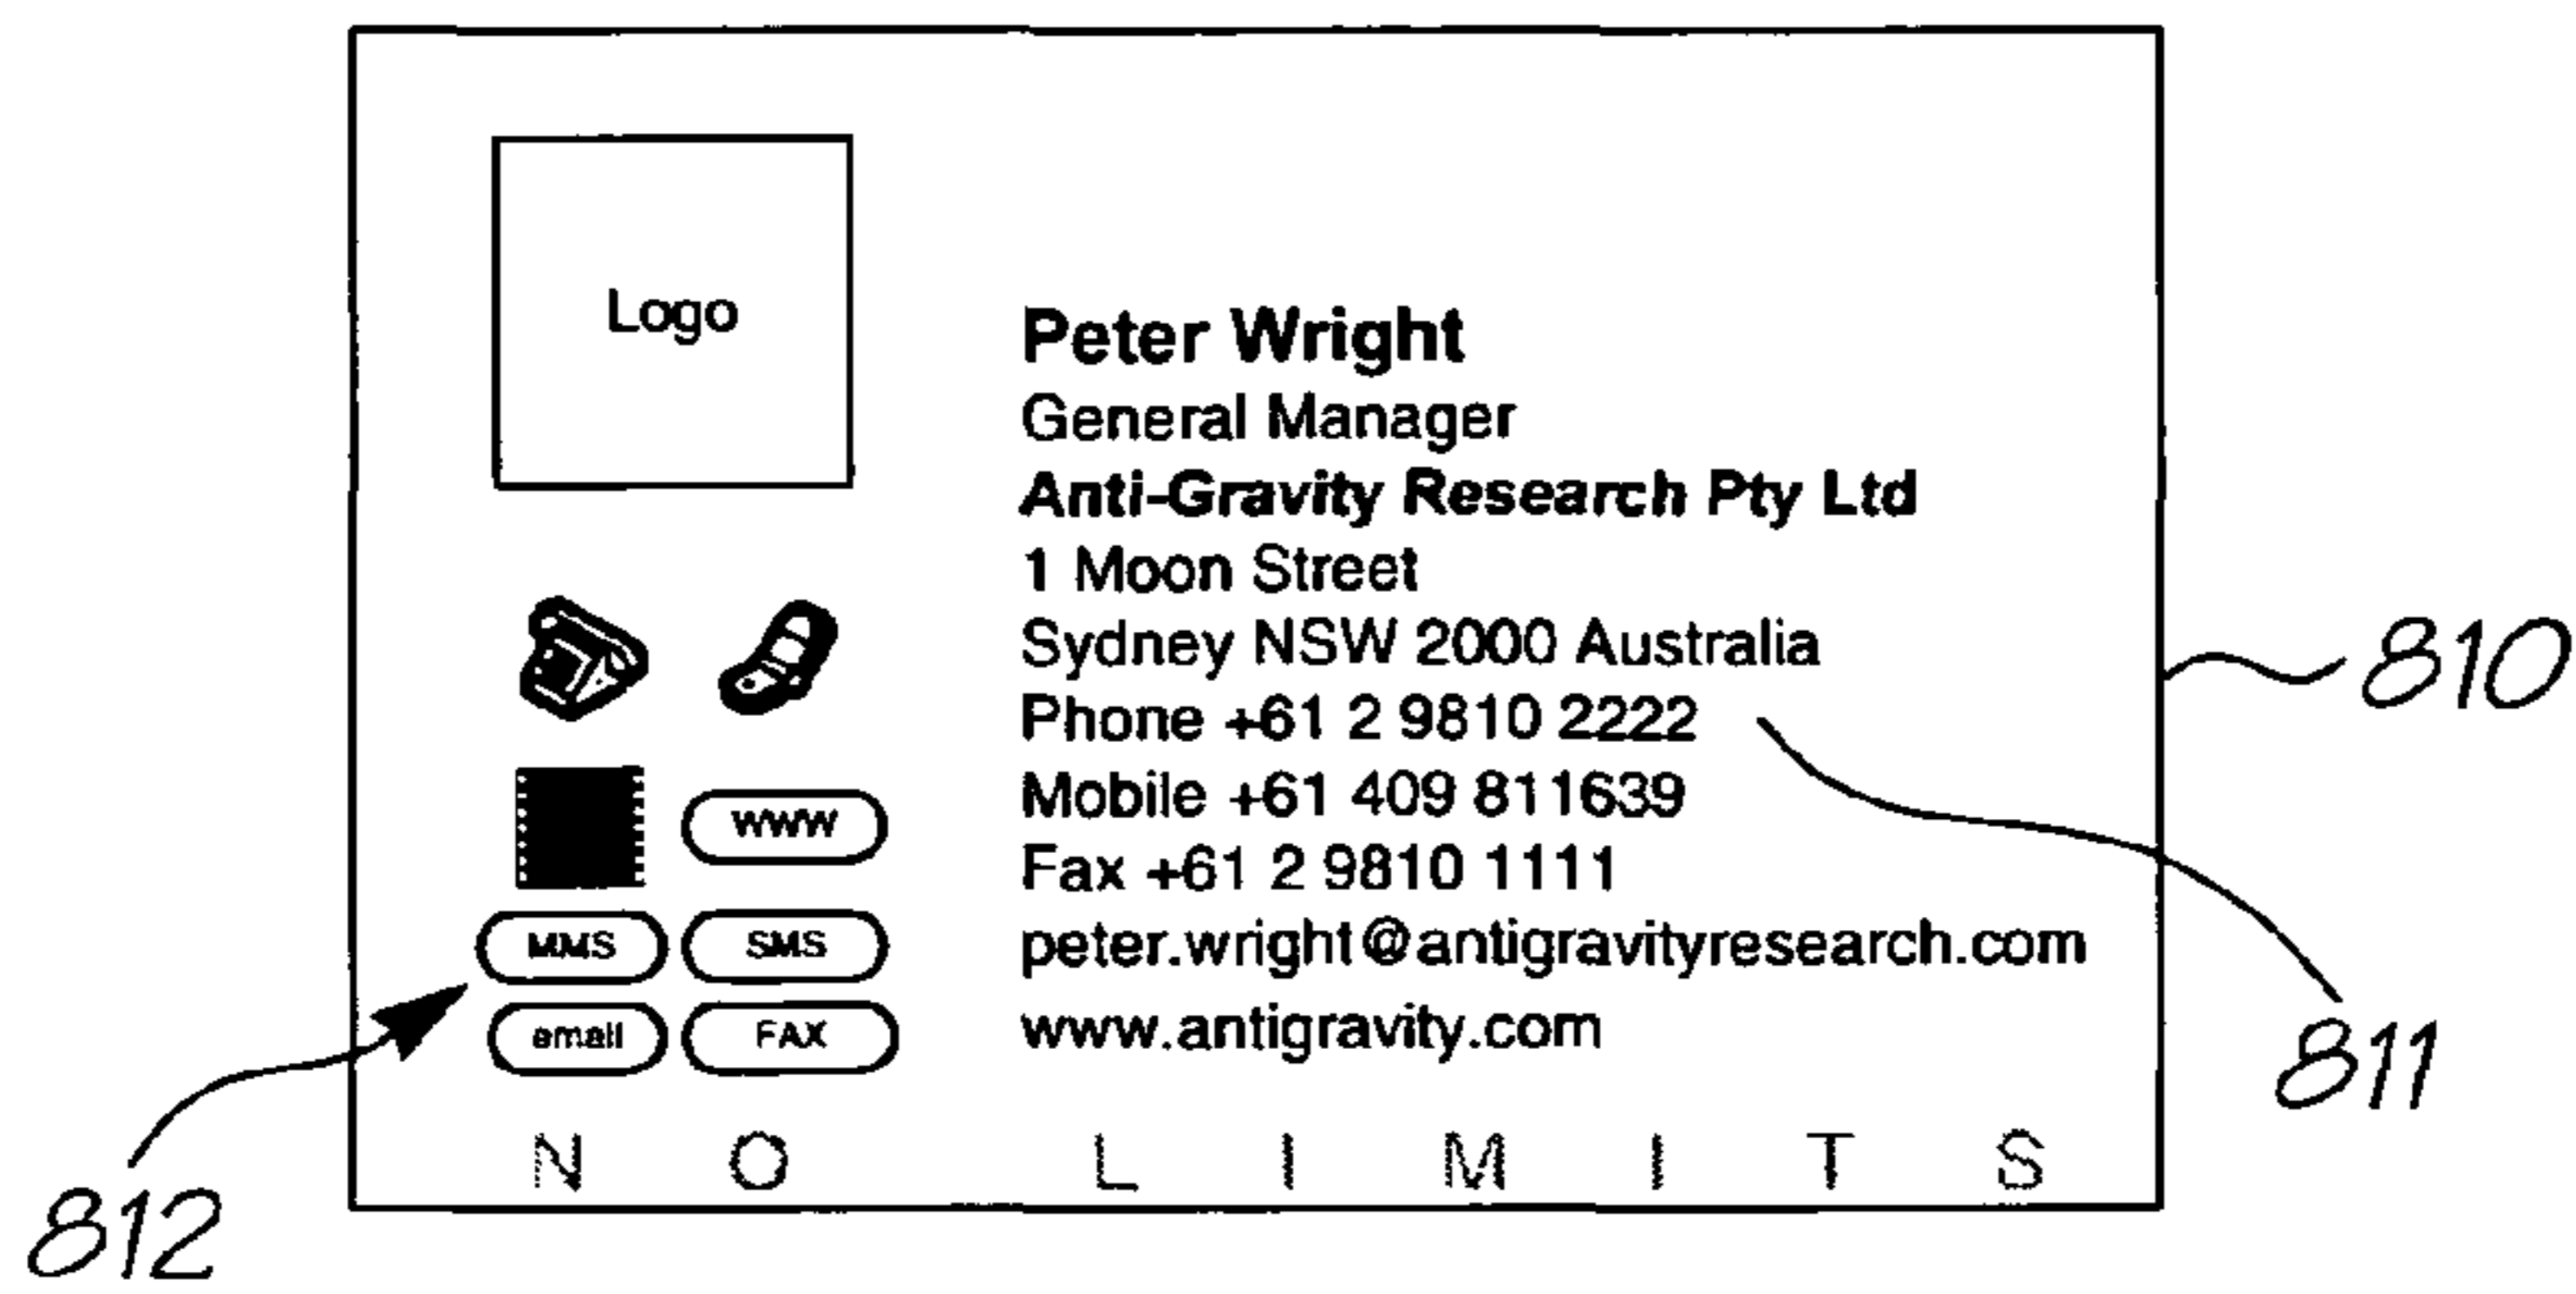 Logo
Peter Wright
General Manager
Anti-Gravity Research Pty Ltd
1 Moon Street
Sydney NSW 2000 Australia
Phone +61 2 9810 2222
Mobile +61 409 811639
Fax +61 2 9810 1111
peter.wright@antigravityresearch.com
www.antigravity.com
WWW
MMS SMS
email FAX
N O L I M I T S
810
811
812